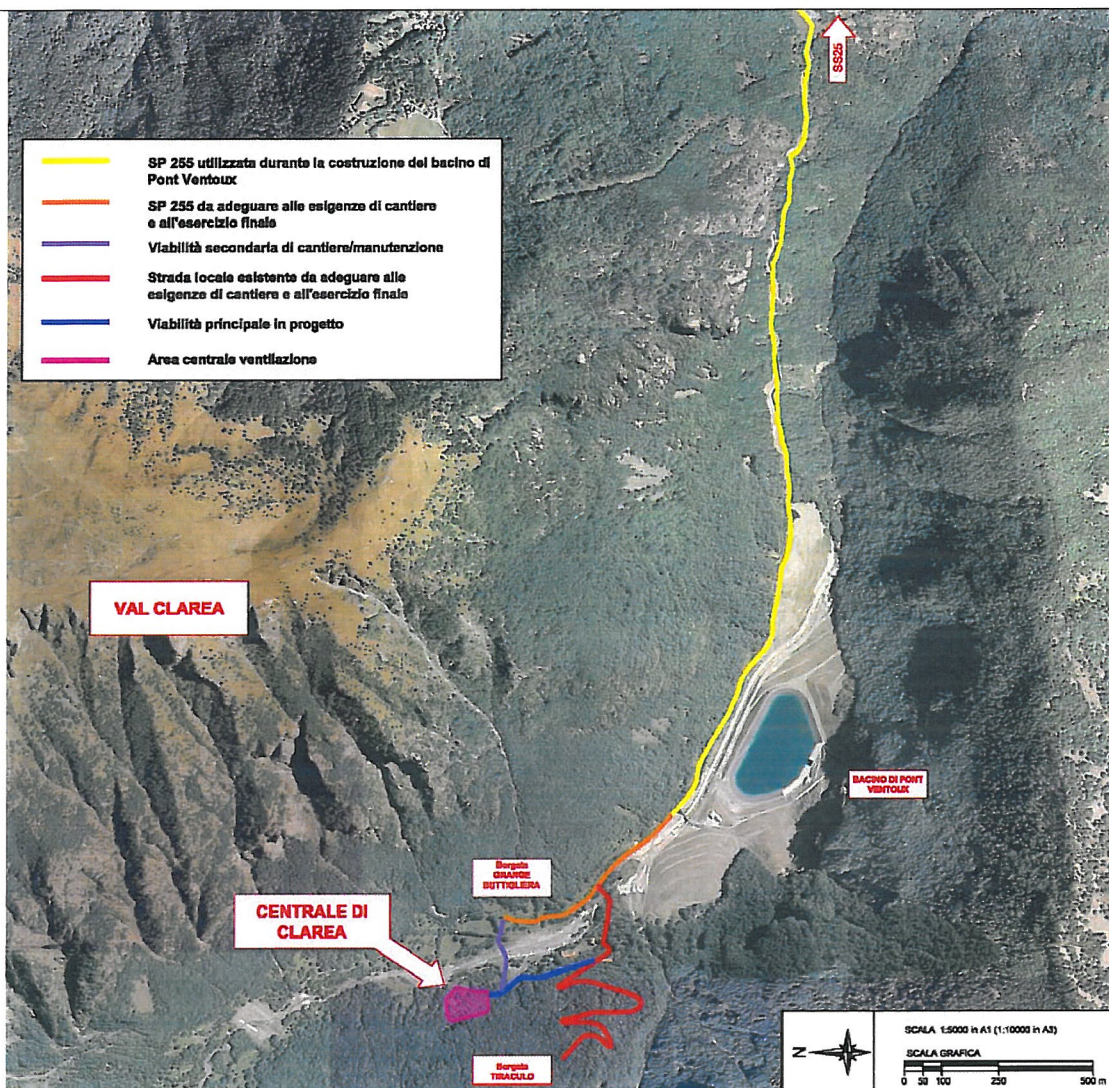 SS25
SP 255 utilizzata durante la costruzione del bacino di
Pont Ventoux
SP 255 da adeguare alle esigenze di cantiere
e all'esercizio finale
Viabilità secondaria di cantiere/manutenzione
Strada locale esistente da adeguare alle
esigenze di cantiere e all'esercizio finale
Viabilità principale in progetto
Area centrale ventilazione
VAL CLAREA
BACINO DI PONT
VENTOUX
Borgata
GRANGE
BUTTIGLIERA
CENTRALE DI
CLAREA
Borgata
TIRACULO
N
SCALA 1:5000 in A1 (1:10000 in A3)
SCALA GRAFICA
0 50 100 250 500 m